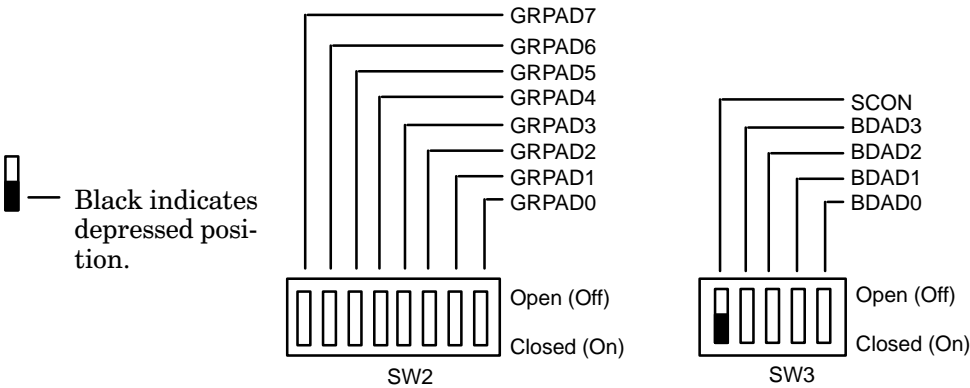 GRPAD7
GRPAD6
GRPAD5
GRPAD4
GRPAD3
GRPAD2
GRPAD1
GRPAD0
SCON
BDAD3
BDAD2
BDAD1
BDAD0
Black indicates
depressed posi-
tion.
Open (Off)
Closed (On)
SW2
Open (Off)
Closed (On)
SW3